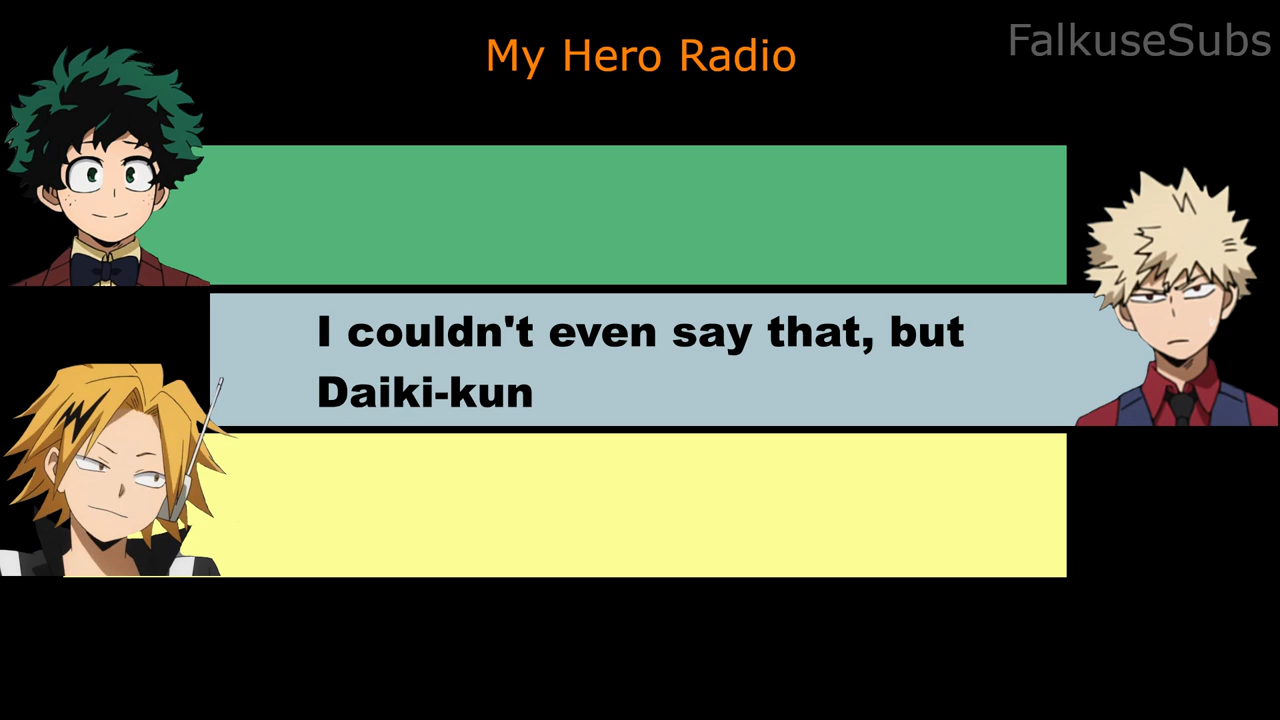 My Hero Radio
FalkuseSubs
I couldn't even say that, but
Daiki-kun